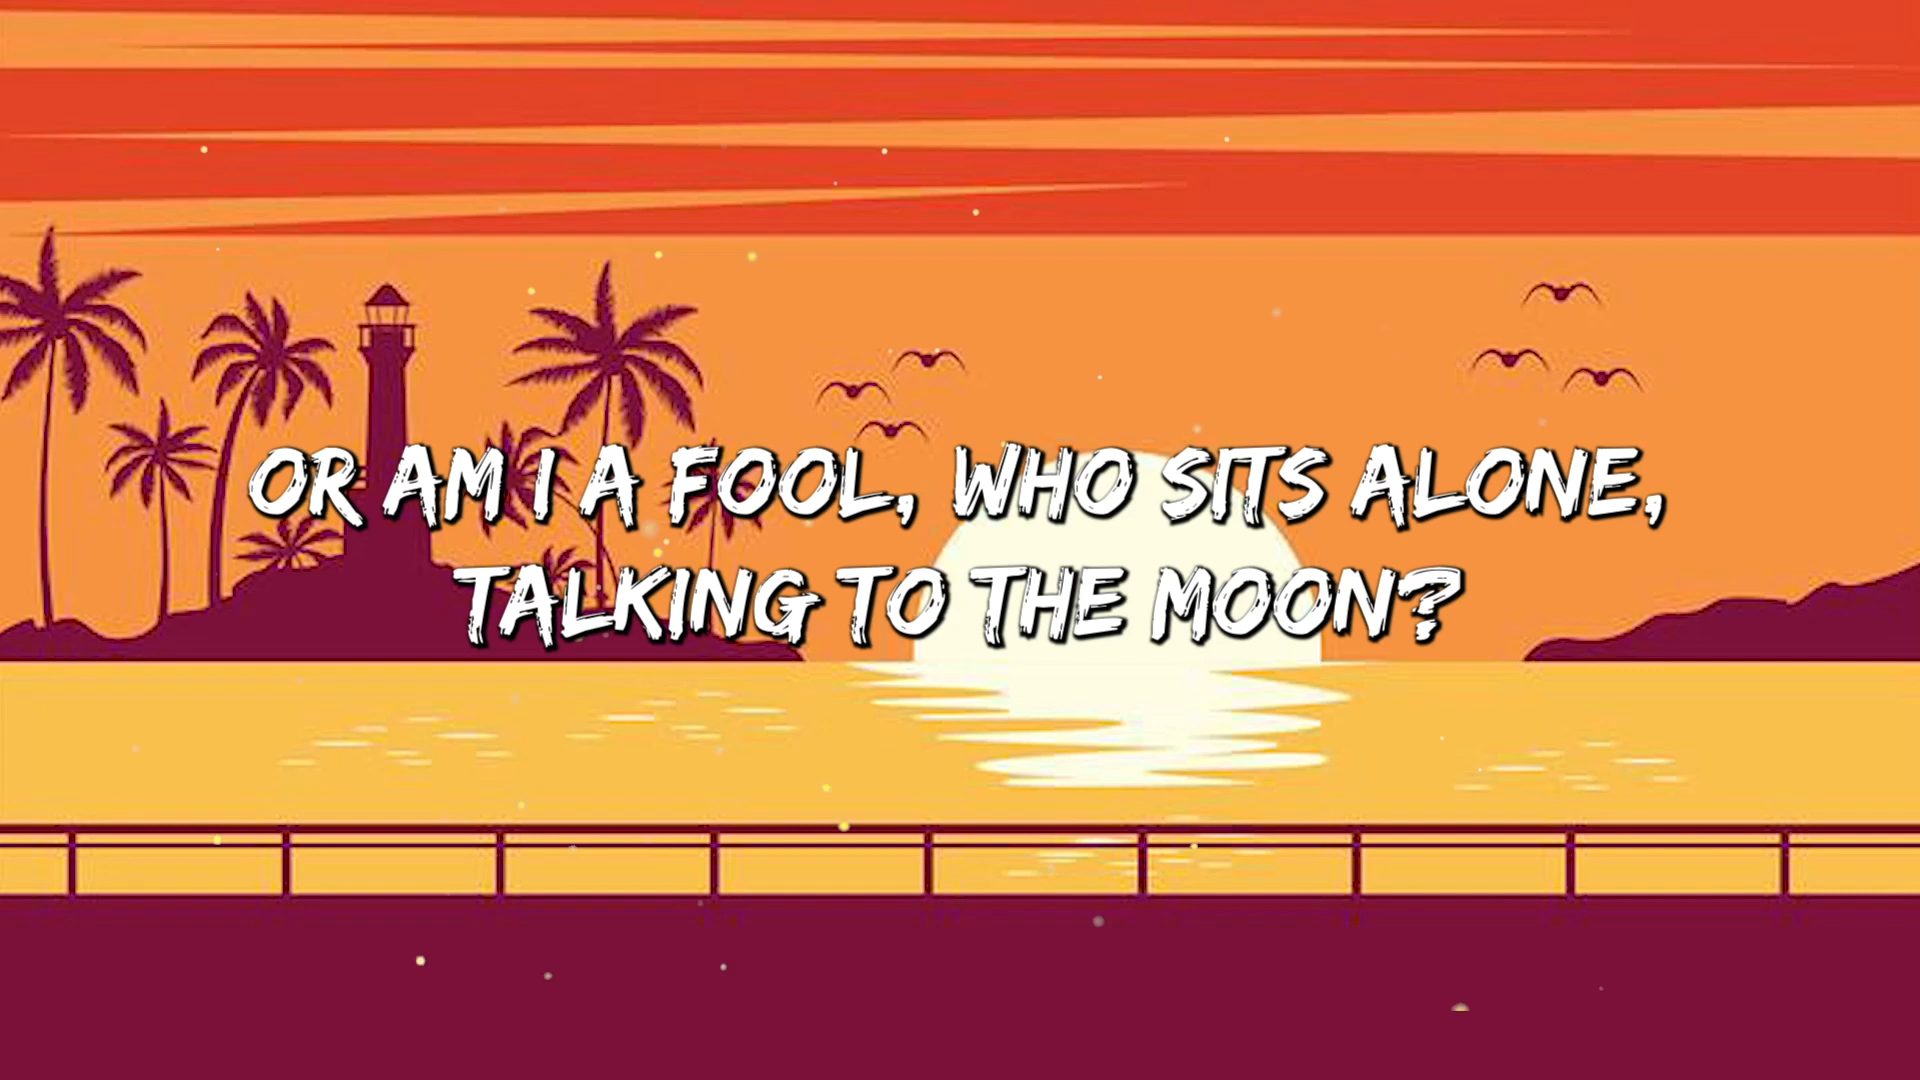 OR AM I A FOOL, WHO SITS ALONE,
TALKING TO THE MOON?